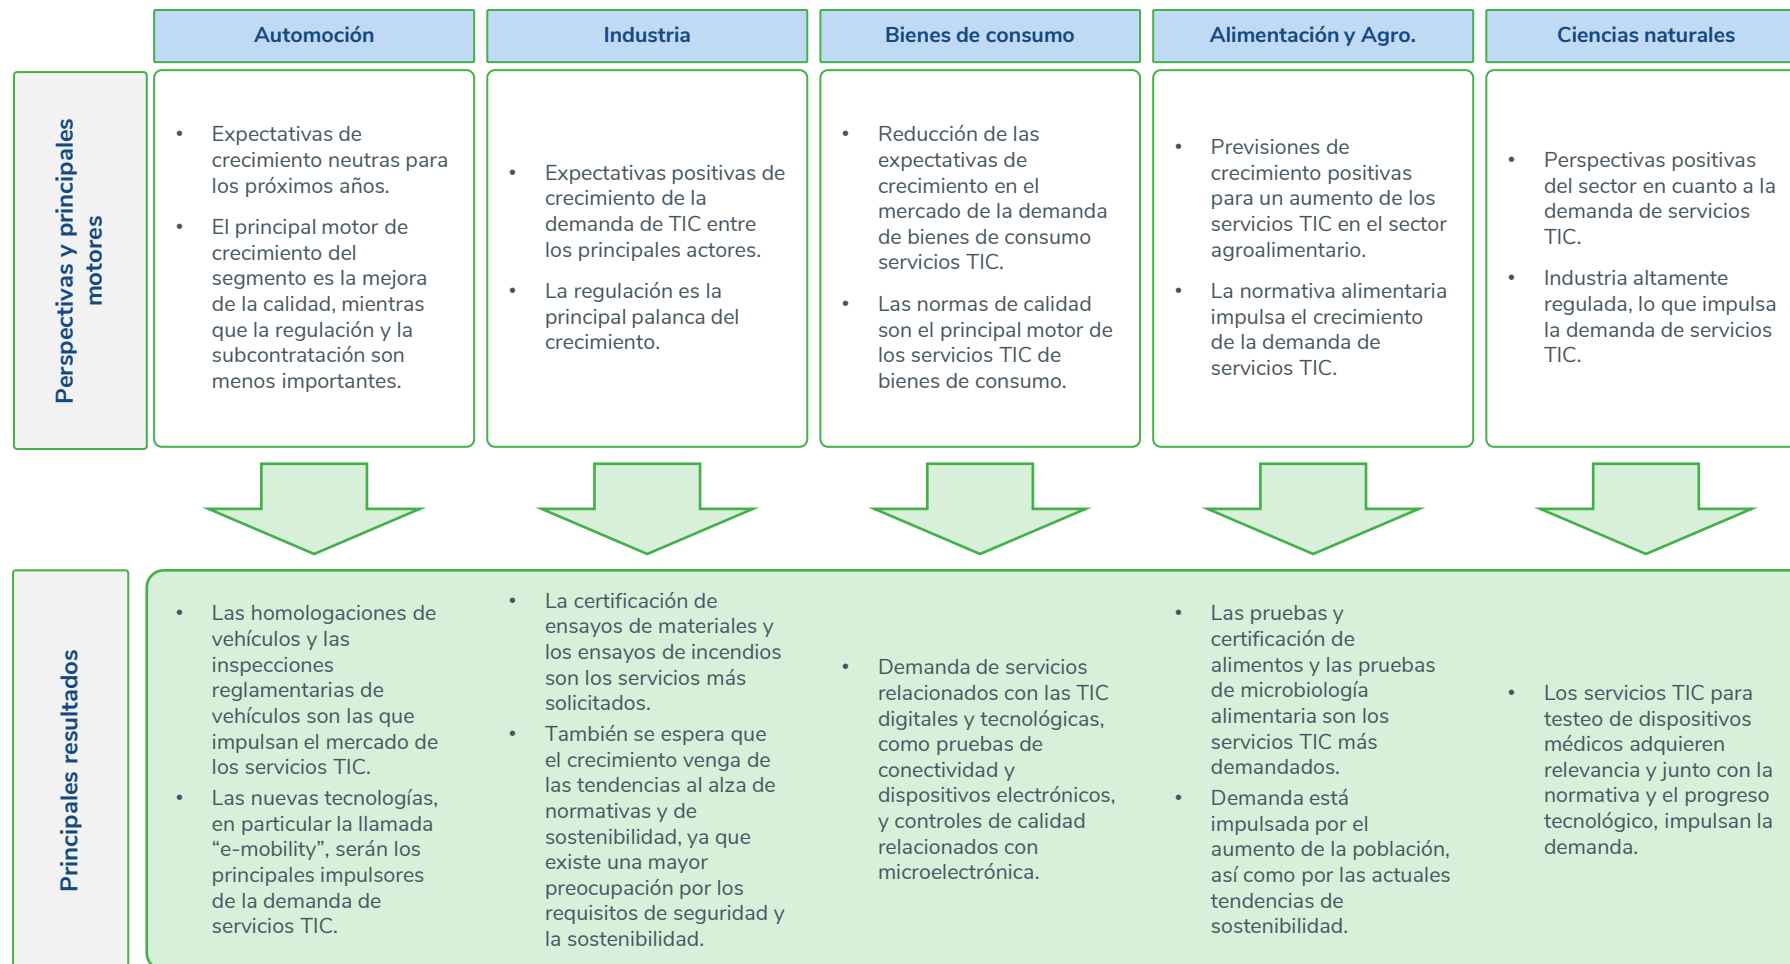 Automoción
Industria
Bienes de consumo
Alimentación y Agro.
Ciencias naturales
Perspectivas y principales
motores
• Expectativas de
crecimiento neutras para
los próximos años.
• El principal motor de
crecimiento del
segmento es la mejora
de la calidad, mientras
que la regulación y la
subcontratación son
menos importantes.
• Expectativas positivas de
crecimiento de la
demanda de TIC entre
los principales actores.
• La regulación es la
principal palanca del
crecimiento.
• Reducción de las
expectativas de
crecimiento en el
mercado de la demanda
de bienes de consumo
servicios TIC.
• Las normas de calidad
son el principal motor de
los servicios TIC de
bienes de consumo.
• Previsiones de
crecimiento positivas
para un aumento de los
servicios TIC en el sector
agroalimentario.
• La normativa alimentaria
impulsa el crecimiento
de la demanda de
servicios TIC.
• Perspectivas positivas
del sector en cuanto a la
demanda de servicios
TIC.
• Industria altamente
regulada, lo que impulsa
la demanda de servicios
TIC.
Principales resultados
• Las homologaciones de
vehículos y las
inspecciones
reglamentarias de
vehículos son las que
impulsan el mercado de
los servicios TIC.
• Las nuevas tecnologías,
en particular la llamada
“e-mobility”, serán los
principales impulsores
de la demanda de
servicios TIC.
• La certificación de
ensayos de materiales y
los ensayos de incendios
son los servicios más
solicitados.
• También se espera que
el crecimiento venga de
las tendencias al alza de
normativas y de
sostenibilidad, ya que
existe una mayor
preocupación por los
requisitos de seguridad y
la sostenibilidad.
• Demanda de servicios
relacionados con las TIC
digitales y tecnológicas,
como pruebas de
conectividad y
dispositivos electrónicos,
y controles de calidad
relacionados con
microelectrónica.
• Las pruebas y
certificación de
alimentos y las pruebas
de microbiología
alimentaria son los
servicios TIC más
demandados.
• Demanda está
impulsada por el
aumento de la población,
así como por las actuales
tendencias de
sostenibilidad.
• Los servicios TIC para
testeo de dispositivos
médicos adquieren
relevancia y junto con la
normativa y el progreso
tecnológico, impulsan la
demanda.